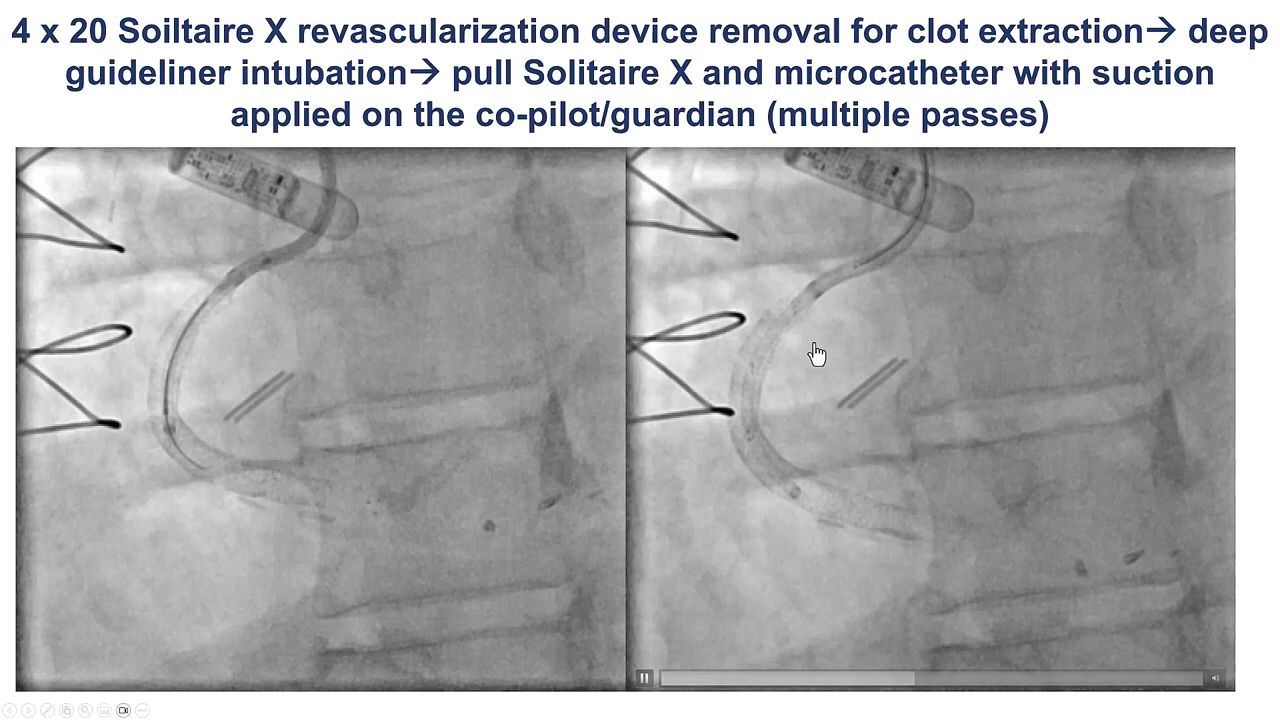 4 x 20 Soiltaire X revascularization device removal for clot extraction→ deep
guideliner intubation→ pull Solitaire X and microcatheter with suction
applied on the co-pilot/guardian (multiple passes)